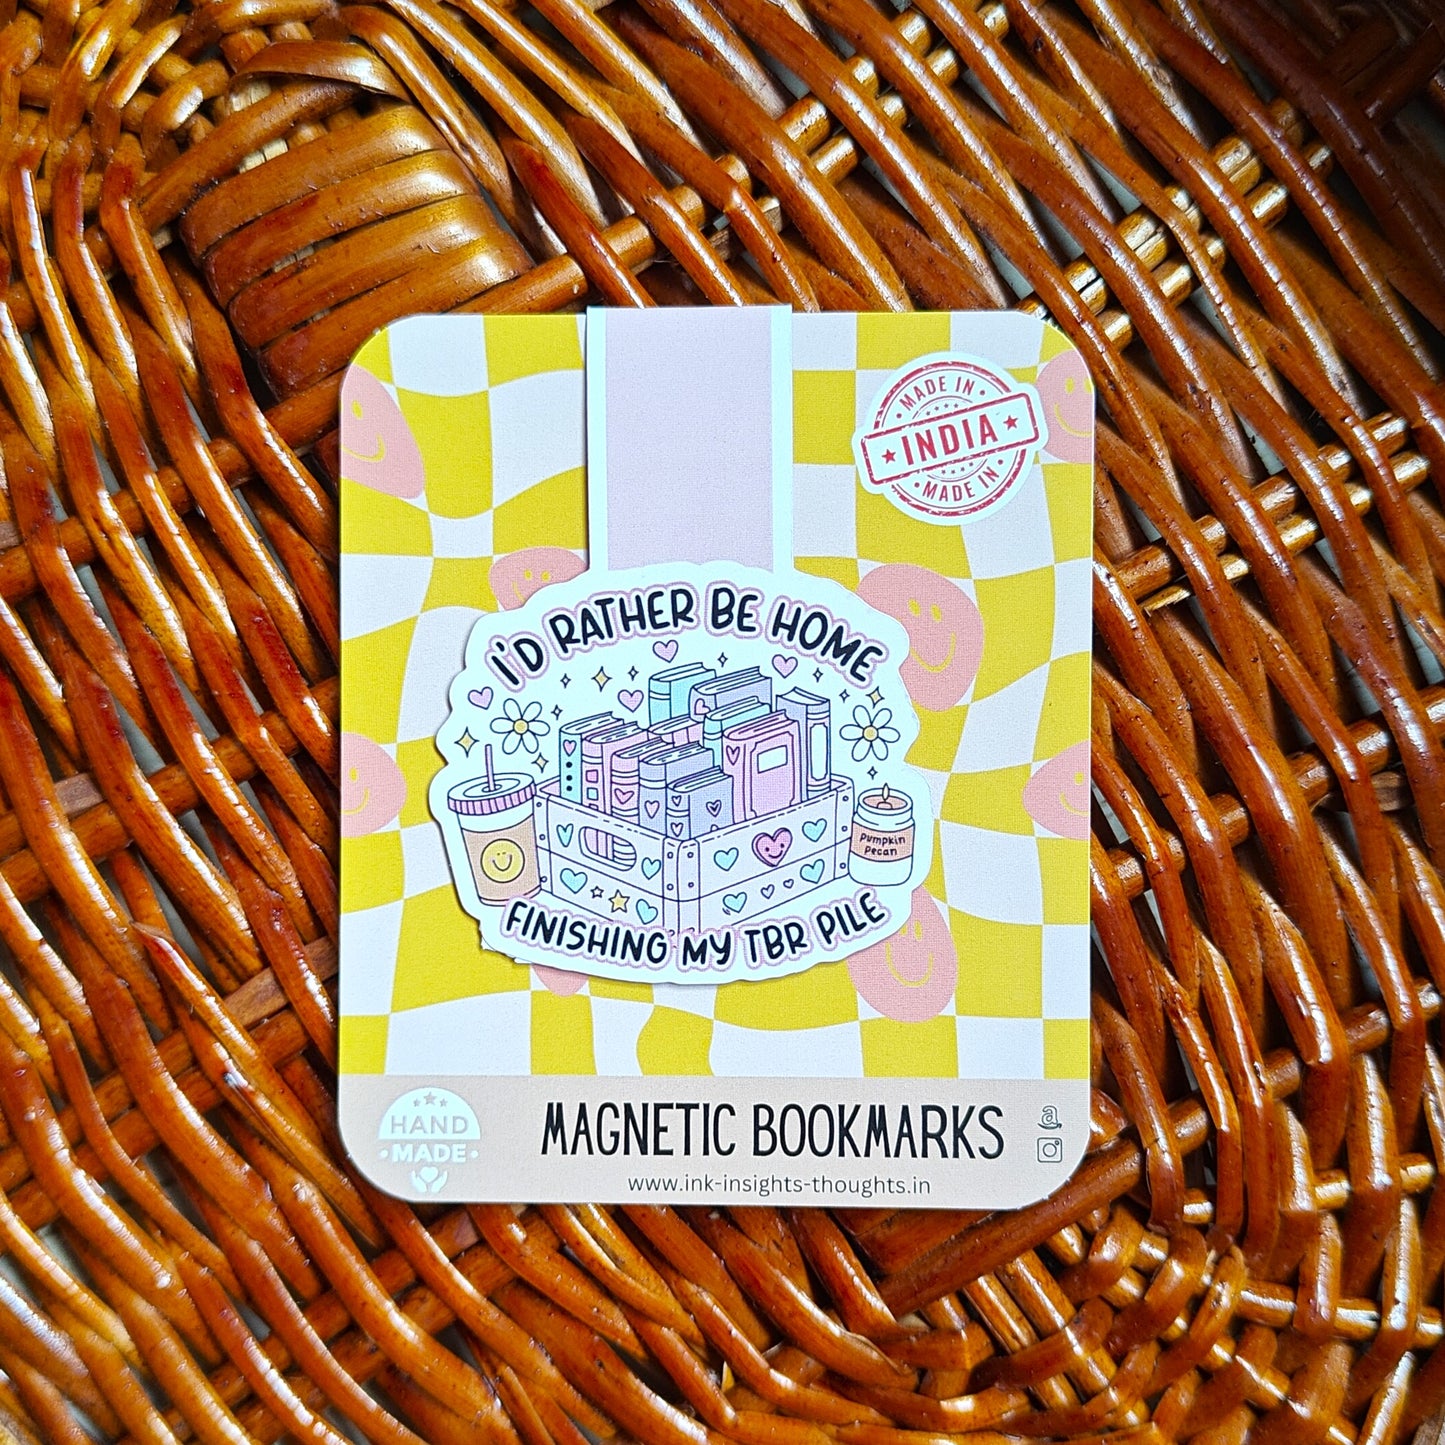 MADE IN
INDIA
MADE IN
I'D RATHER BE HOME
Pumpkin
Pecan
FINISHING MY TBR PILE
HAND
MADE
MAGNETIC BOOKMARKS
a
www.ink-insights-thoughts.in